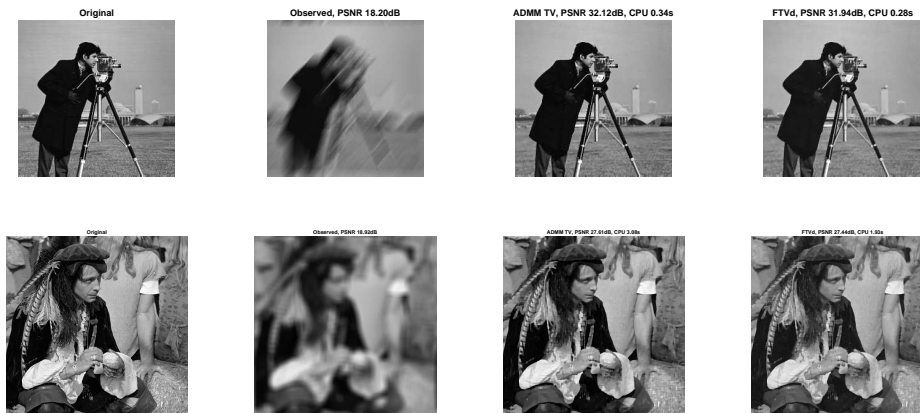 Original
Observed, PSNR 18.20dB
ADMM TV, PSNR 32.12dB, CPU 0.34s
FTVd, PSNR 31.94dB, CPU 0.28s
Original
Observed, PSNR 18.92dB
ADMM TV, PSNR 27.61dB, CPU 3.08s
FTVd, PSNR 27.44dB, CPU 1.93s